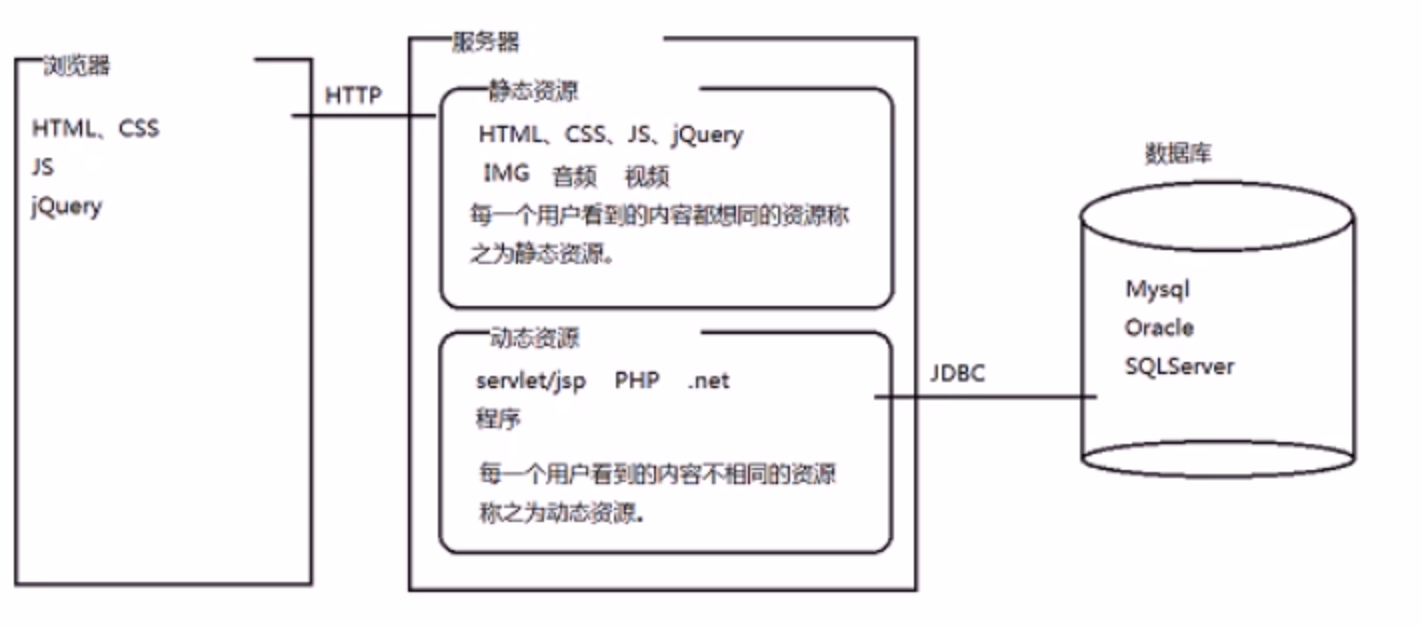 浏览器
HTML、CSS
JS
jQuery
HTTP
服务器
静态资源
HTML、CSS、JS、jQuery
IMG 音频 视频
每一个用户看到的内容都想同的资源称
之为静态资源。
动态资源
servlet/jsp PHP .net
程序
每一个用户看到的内容不相同的资源
称之为动态资源.
JDBC
数据库
Mysql
Oracle
SQLServer